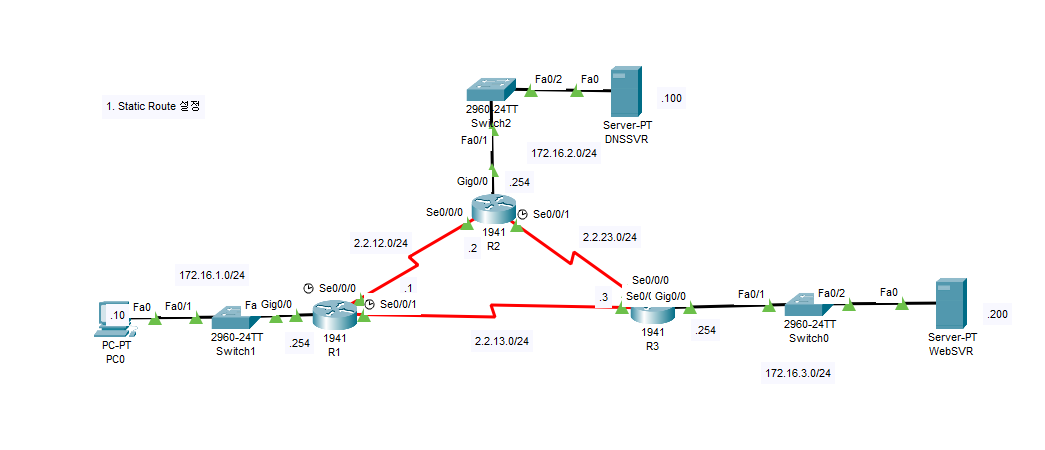 1. Static Route 설정
Fa0/2
Fa0
.100
2960-24TT
Switch2
Server-PT
DNSSVR
Fa0/1
172.16.2.0/24
Gig0/0
.254
Se0/0/0
Se0/0/1
1941
R2
2.2.12.0/24
.2
2.2.23.0/24
172.16.1.0/24
Se0/0/0
.1
Se0/0/1
Fa0
Fa0/1
Fa
Gig0/0
.10
PC-PT
PC0
2960-24TT
Switch1
.254
1941
R1
2.2.13.0/24
Se0/0/0
.3
Se0/
Gig0/0
.254
1941
R3
Fa0/1
Fa0/2
Fa0
.200
2960-24TT
Switch0
Server-PT
WebSVR
172.16.3.0/24